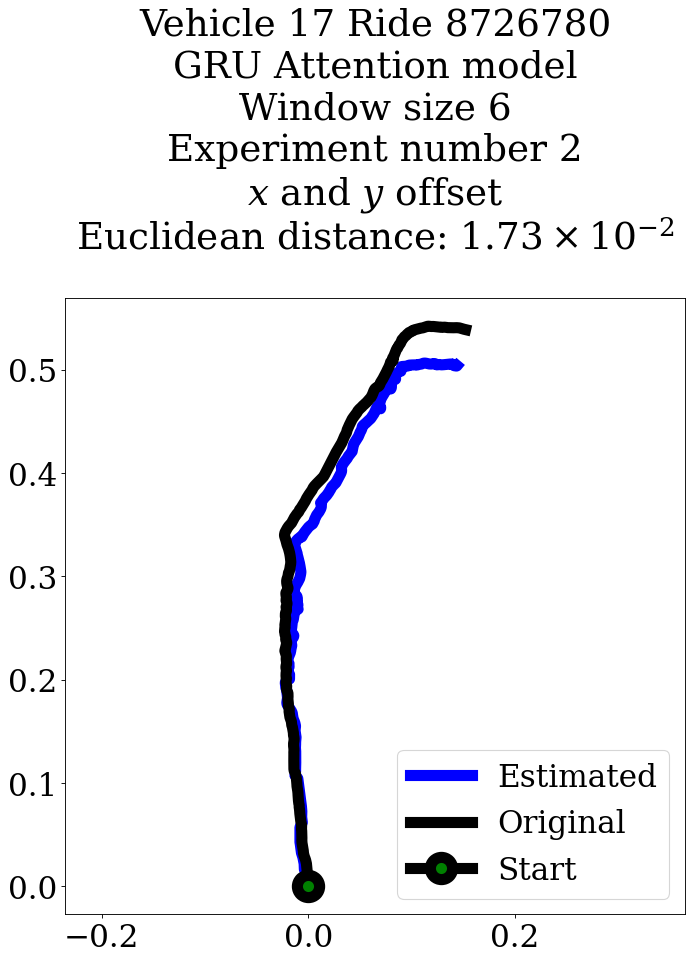 Vehicle 17 Ride 8726780
GRU Attention model
Window size 6
Experiment number 2
x and y offset
Euclidean distance: 1.73 × 10⁻²
0.5
0.4
0.3
0.2
0.1
0.0
Estimated
Original
Start
−0.2 0.0 0.2